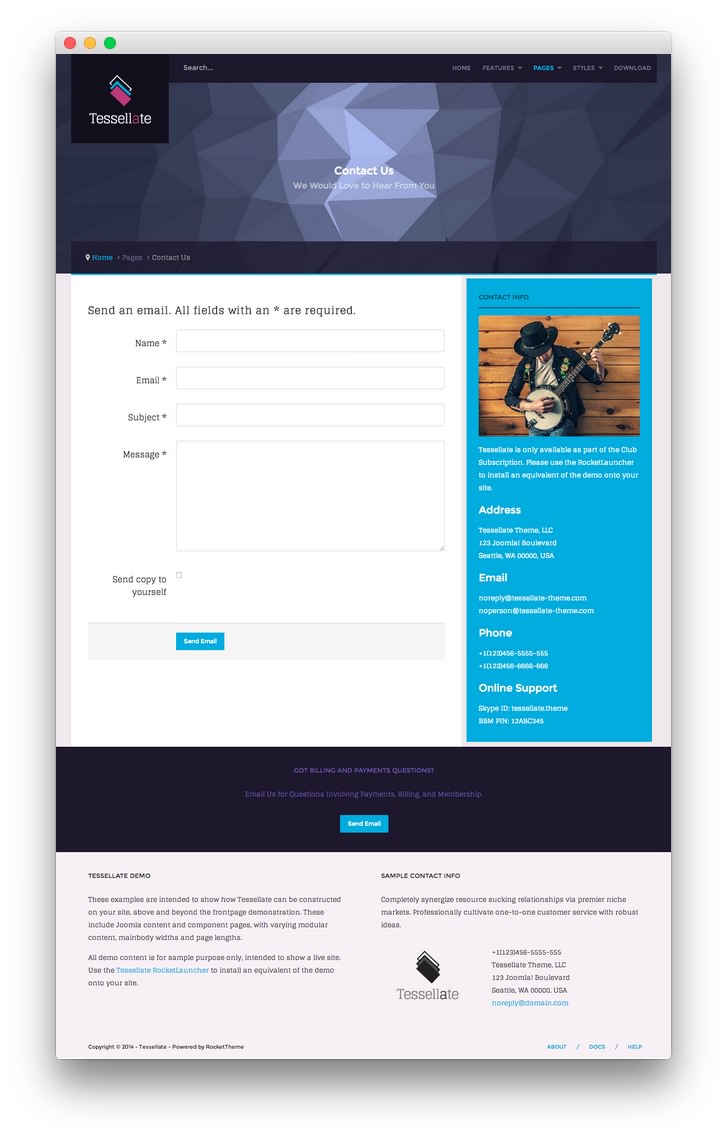 Tessellate
Search...
HOME FEATURES PAGES STYLES DOWNLOAD
Contact Us
We Would Love to Hear From You
Home > Pages > Contact Us
Send an email. All fields with an * are required.
Name *
Email *
Subject *
Message *
Send copy to
yourself
Send Email
CONTACT INFO
Tessellate is only available as part of the Club
Subscription. Please use the RocketLauncher
to install an equivalent of the demo onto your
site.
Address
Tessellate Theme, LLC
123 Joomla! Boulevard
Seattle, WA 00000, USA
Email
noreply@tessellate-theme.com
noperson@tessellate-theme.com
Phone
+1(123)456-5555-555
+1(123)456-6666-666
Online Support
Skype ID: tessellate.theme
BBM PIN: 12ABC345
GOT BILLING AND PAYMENTS QUESTIONS?
Email Us for Questions Involving Payments, Billing, and Membership.
Send Email
TESSELLATE DEMO
These examples are intended to show how Tessellate can be constructed
on your site, above and beyond the frontpage demonstration. These
include Joomla content and component pages, with varying modular
content, mainbody widths and page lengths.
All demo content is for sample purpose only, intended to show a live site.
Use the Tessellate RocketLauncher to install an equivalent of the demo
onto your site.
SAMPLE CONTACT INFO
Completely synergize resource sucking relationships via premier niche
markets. Professionally cultivate one-to-one customer service with robust
ideas.
Tessellate
+1(123)456-5555-555
Tessellate Theme, LLC
123 Joomla! Boulevard
Seattle, WA 00000, USA
noreply@domain.com
Copyright © 2014 - Tessellate - Powered by RocketTheme
ABOUT / DOCS / HELP